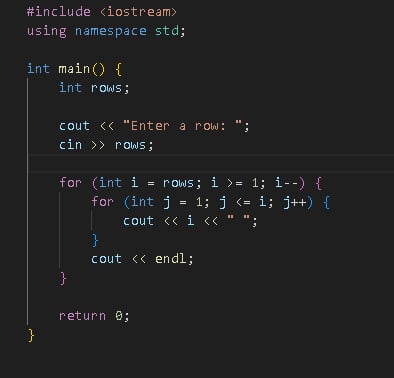 #include <iostream>
using namespace std;
int main() {
int rows;
cout << "Enter a row: ";
cin >> rows;
for (int i = rows; i >= 1; i--) {
for (int j = 1; j <= i; j++) {
cout << i << " ";
}
cout << endl;
}
return 0;
}